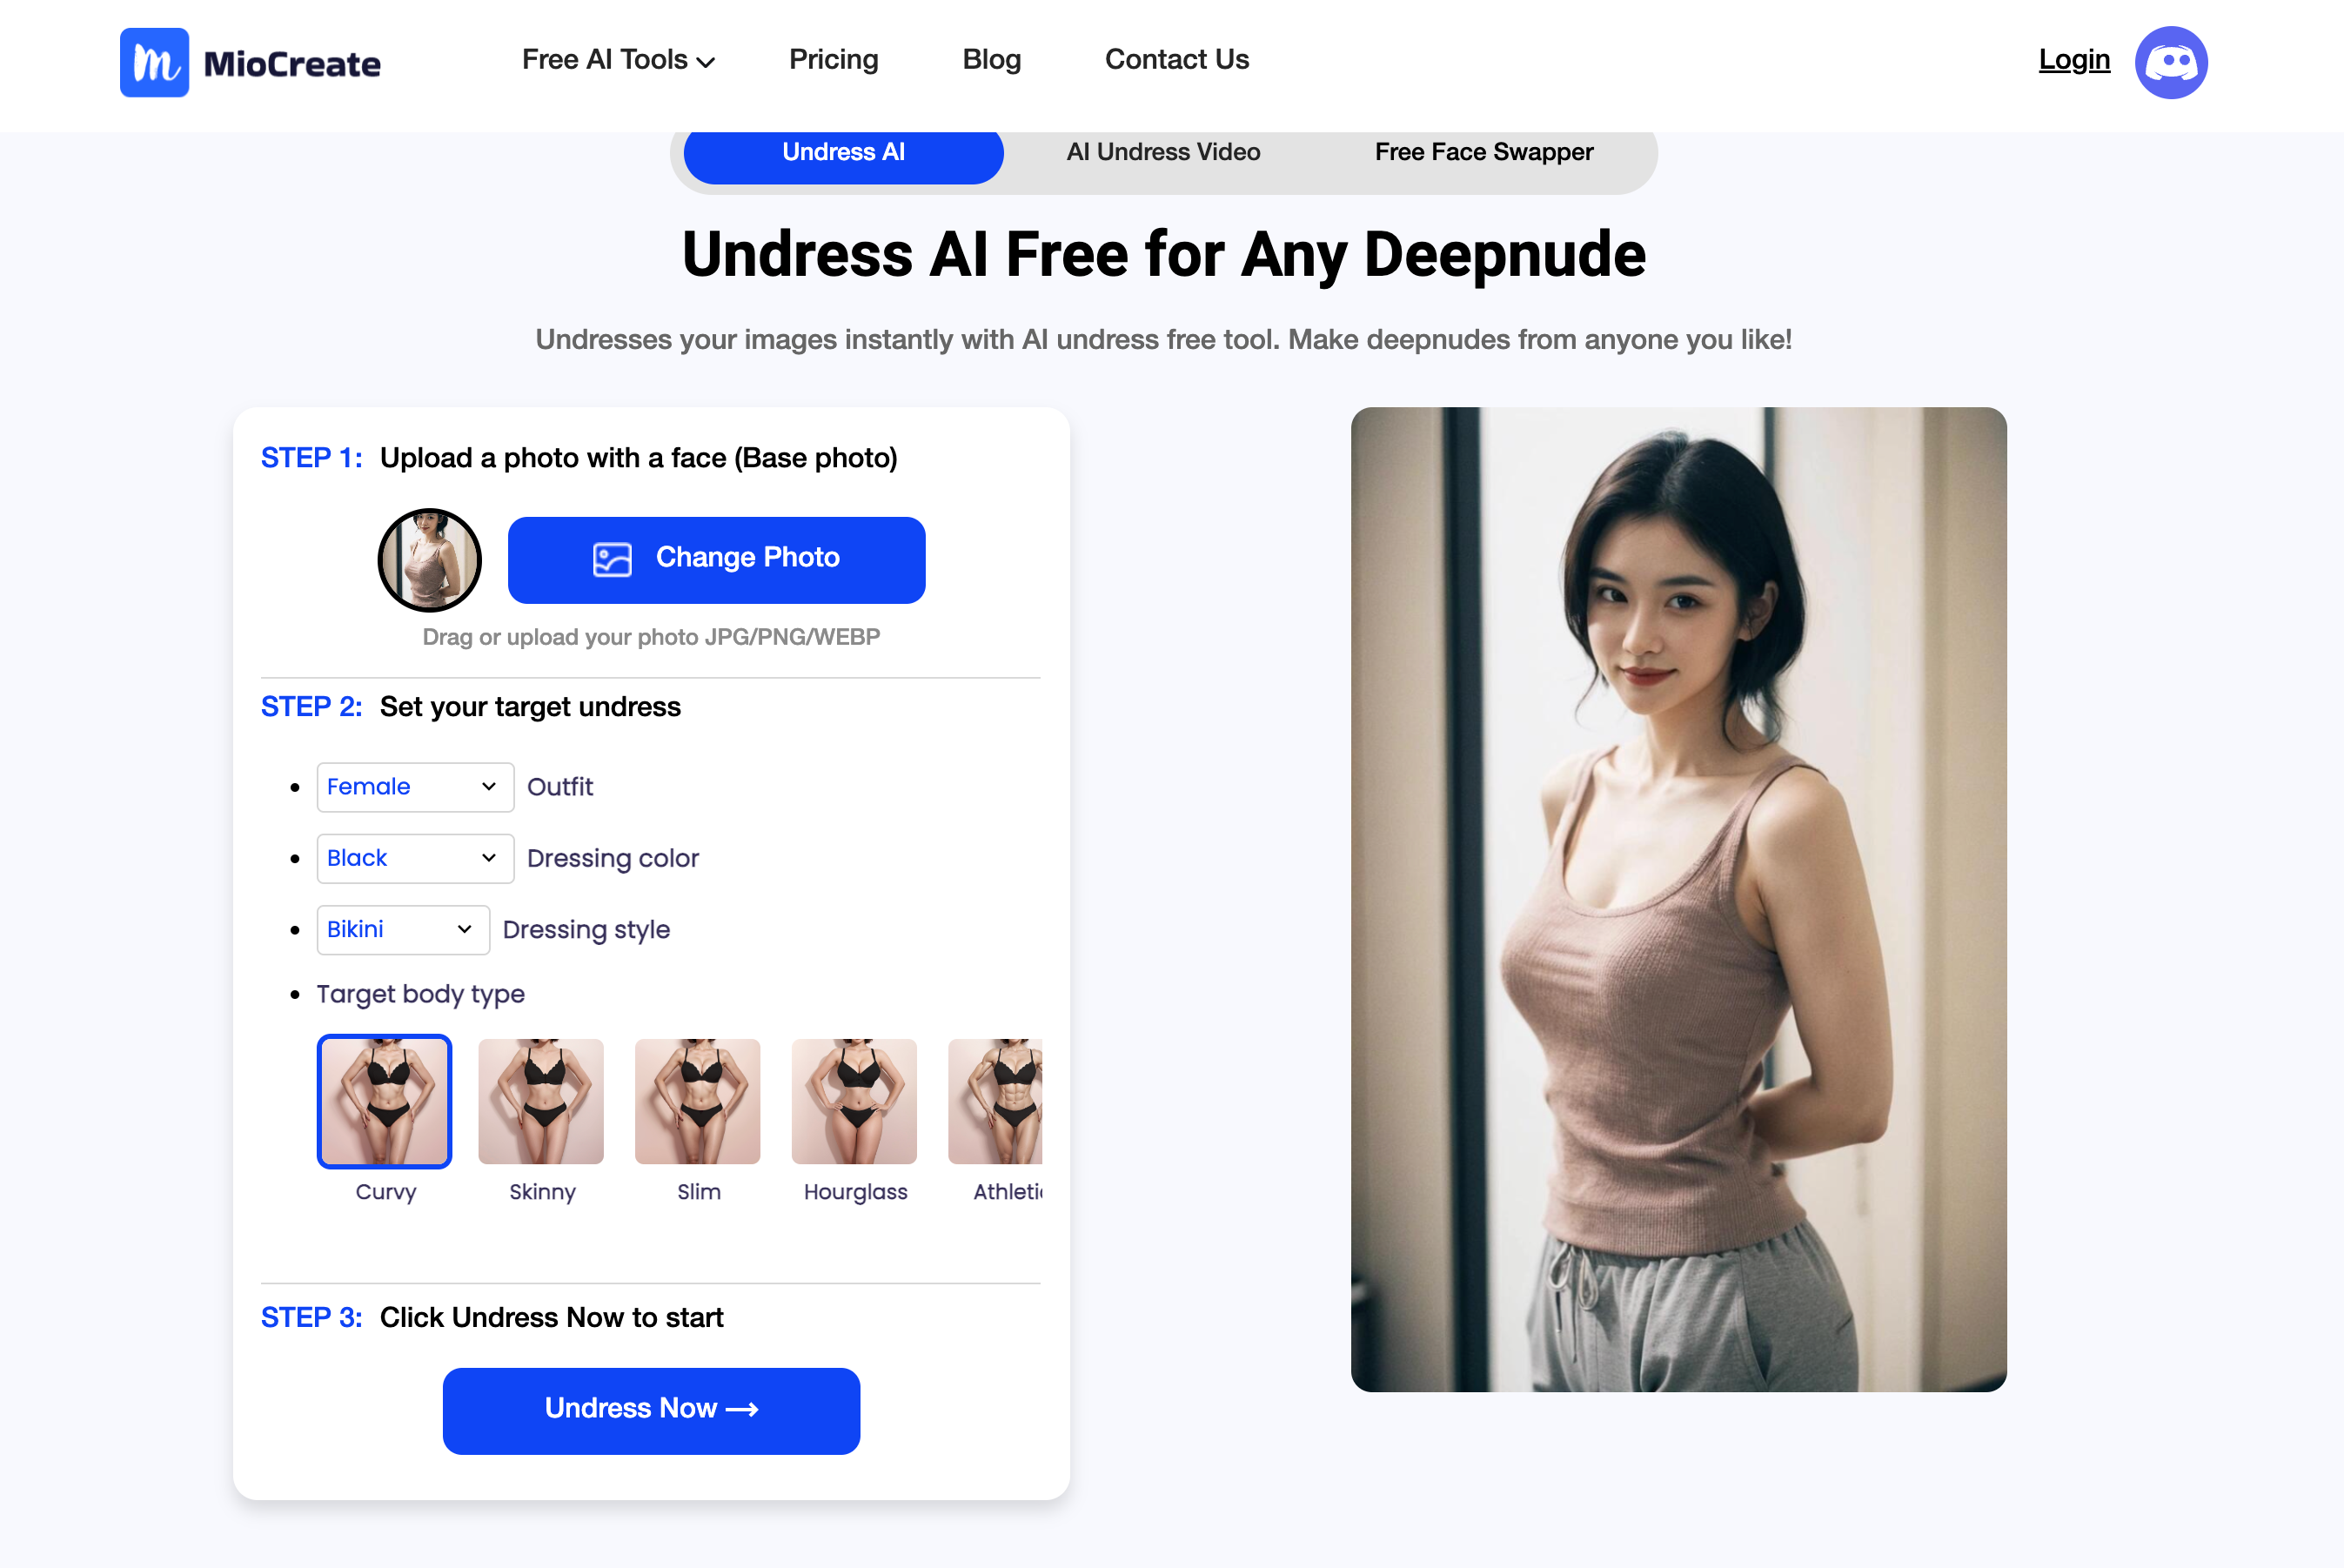 MioCreate
Free AI Tools
Pricing
Blog
Contact Us
Login
Undress AI
AI Undress Video
Free Face Swapper
Undress AI Free for Any Deepnude
Undresses your images instantly with AI undress free tool. Make deepnudes from anyone you like!
STEP 1: Upload a photo with a face (Base photo)
Change Photo
Drag or upload your photo JPG/PNG/WEBP
STEP 2: Set your target undress
Female Outfit
Black Dressing color
Bikini Dressing style
Target body type
Curvy
Skinny
Slim
Hourglass
STEP 3: Click Undress Now to start
Undress Now →